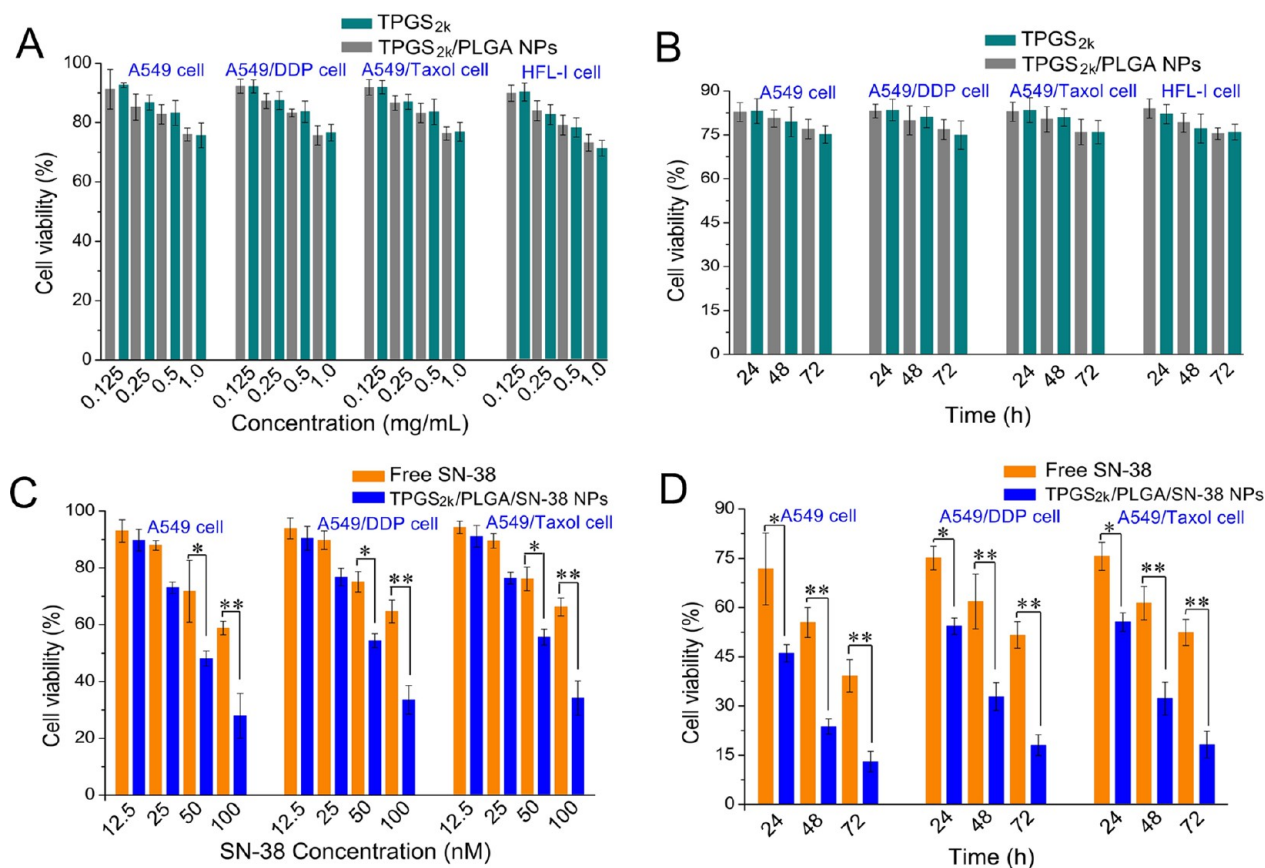 A
TPGS2k
TPGS2k/PLGA NPs
A549 cell
A549/DDP cell
A549/Taxol cell
HFL-I cell
Cell viability (%)
100
80
60
40
20
0
0.125 0.25 0.5 1.0 0.125 0.25 0.5 1.0 0.125 0.25 0.5 1.0 0.125 0.25 0.5 1.0
Concentration (mg/mL)
B
TPGS2k
TPGS2k/PLGA NPs
A549 cell
A549/DDP cell
A549/Taxol cell
HFL-I cell
Cell viability (%)
90
75
60
45
30
15
0
24 48 72 24 48 72 24 48 72 24 48 72
Time (h)
C
Free SN-38
TPGS2k/PLGA/SN-38 NPs
A549 cell
A549/DDP cell
A549/Taxol cell
* ** * ** * **
Cell viability (%)
100
80
60
40
20
0
12.5 25 50 100 12.5 25 50 100 12.5 25 50 100
SN-38 Concentration (nM)
D
Free SN-38
TPGS2k/PLGA/SN-38 NPs
A549 cell
A549/DDP cell
A549/Taxol cell
* ** ** * ** ** * ** **
Cell viability (%)
90
75
60
45
30
15
0
24 48 72 24 48 72 24 48 72
Time (h)